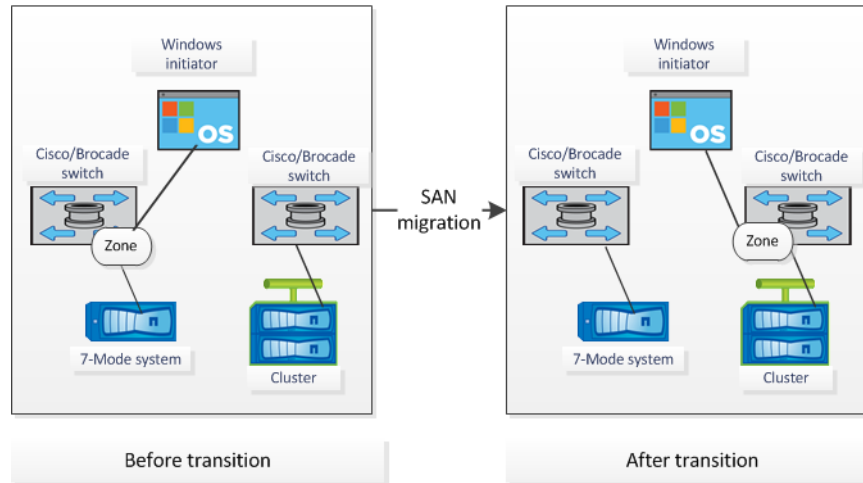 Windows
initiator
OS
Cisco/Brocade
switch
Cisco/Brocade
switch
Zone
7-Mode system
Cluster
Before transition
SAN
migration
Windows
initiator
OS
Cisco/Brocade
switch
Cisco/Brocade
switch
Zone
7-Mode system
Cluster
After transition